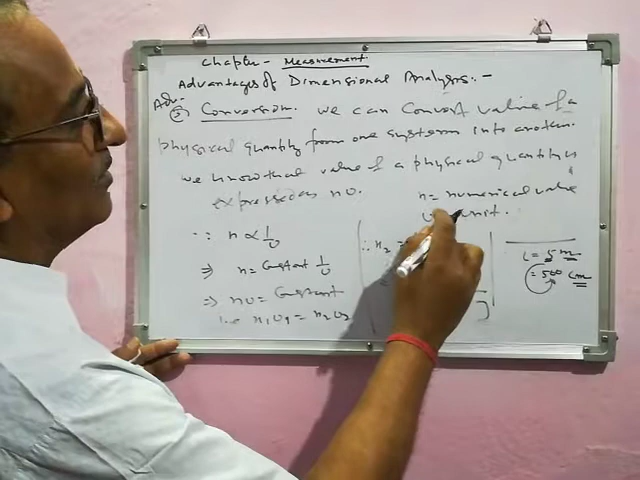 Chapter - Measurement
Advantages of Dimensional Analysis: -
Adv.
② Conversion. We can convert value of a
physical quantity from one system into another.
We know that value of a physical quantity is
expressed as nu.
n = numerical value
u = unit.
∵ n ∝ 1/u
⇒ n = Constant 1/u
⇒ nu = Constant
i.e. n₁u₁ = n₂u₂
∴ n₂ =
L = 5 m
= 500 cm